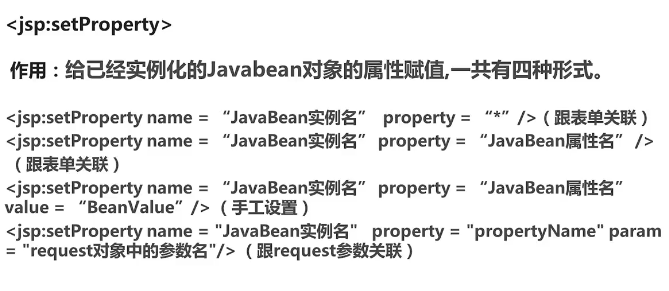 <jsp:setProperty>
作用：给已经实例化的Javabean对象的属性赋值,一共有四种形式。
<jsp:setProperty name = “JavaBean实例名” property = “*” />（跟表单关联）
<jsp:setProperty name = “JavaBean实例名” property = “JavaBean属性名” />
（跟表单关联）
<jsp:setProperty name = “JavaBean实例名” property = “JavaBean属性名”
value = “BeanValue” />（手工设置）
<jsp:setProperty name = "JavaBean实例名" property = "propertyName" param
= "request对象中的参数名"/>（跟request参数关联）